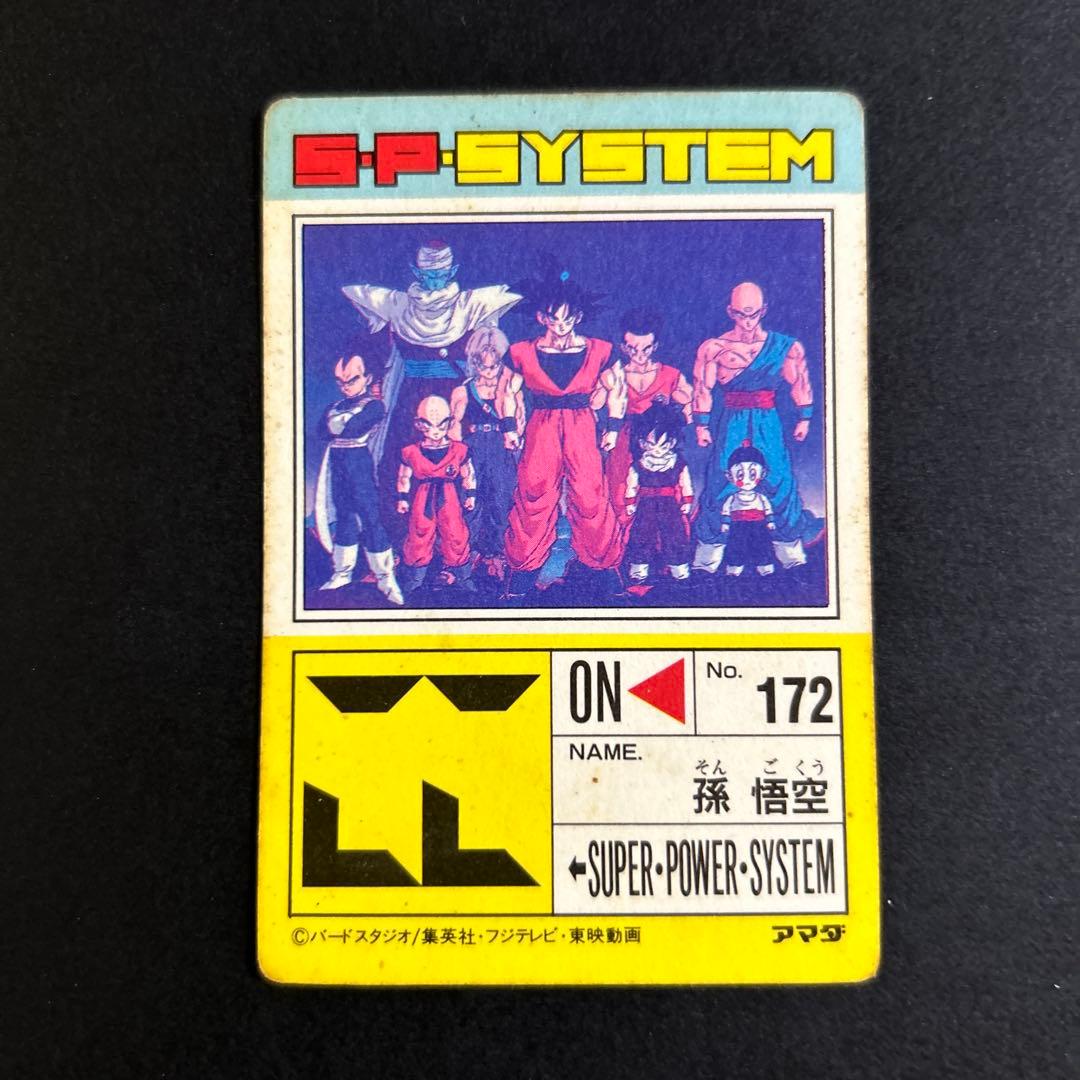 S・P・SYSTEM
ON
No.
172
NAME.
そん ご くう
孫 悟空
←SUPER・POWER・SYSTEM
©バードスタジオ/集英社・フジテレビ・東映動画
アマダ